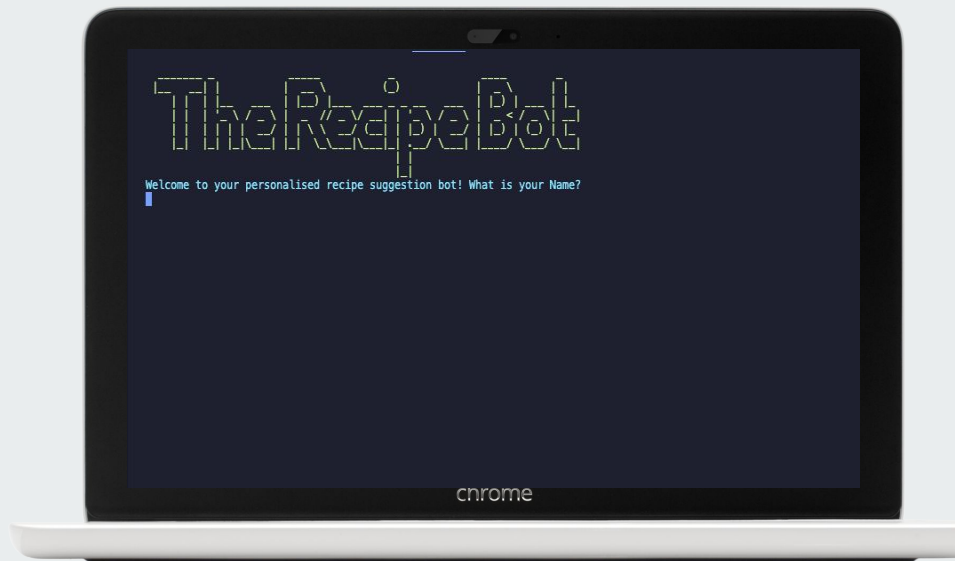 TheRecipeBot
Welcome to your personalised recipe suggestion bot! What is your Name?
chrome